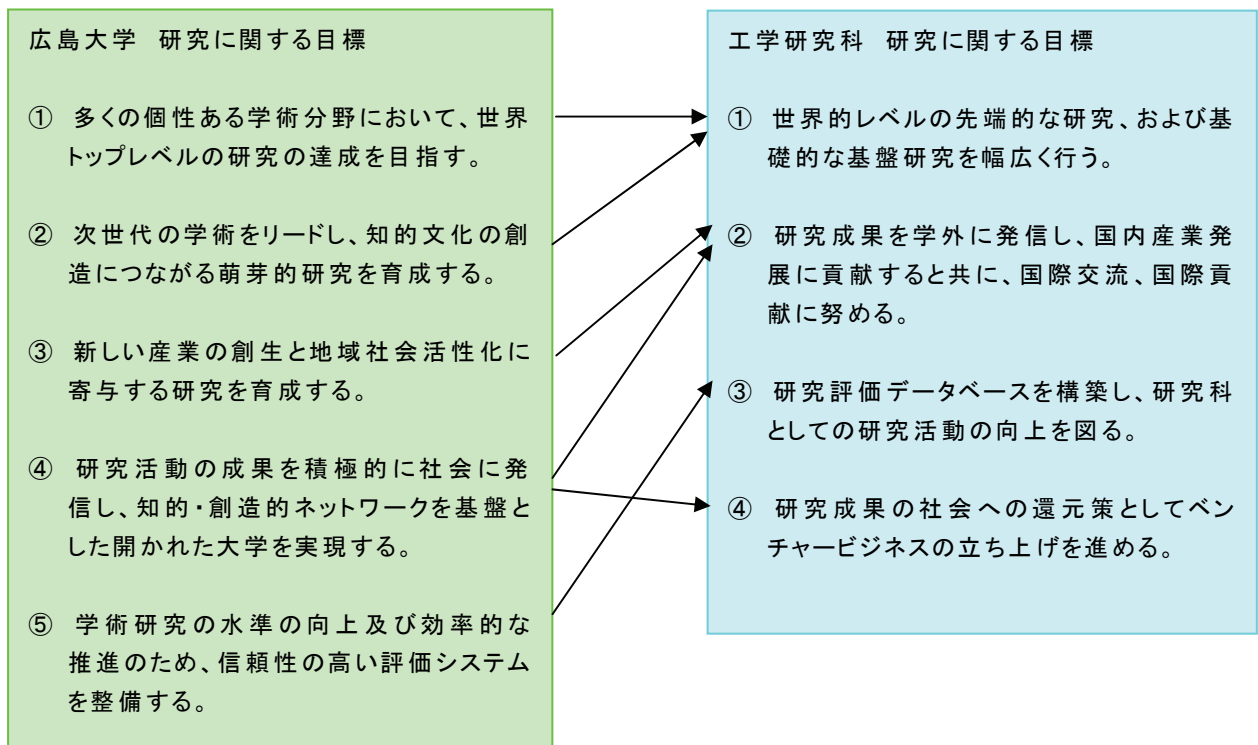 広島大学 研究に関する目標
① 多くの個性ある学術分野において、世界
トップレベルの研究の達成を目指す。
② 次世代の学術をリードし、知的文化の創
造につながる萌芽的研究を育成する。
③ 新しい産業の創生と地域社会活性化に
寄与する研究を育成する。
④ 研究活動の成果を積極的に社会に発
信し、知的・創造的ネットワークを基盤と
した開かれた大学を実現する。
⑤ 学術研究の水準の向上及び効率的な
推進のため、信頼性の高い評価システム
を整備する。
工学研究科 研究に関する目標
① 世界的レベルの先端的な研究、および基
礎的な基盤研究を幅広く行う。
② 研究成果を学外に発信し、国内産業発
展に貢献すると共に、国際交流、国際貢
献に努める。
③ 研究評価データベースを構築し、研究科
としての研究活動の向上を図る。
④ 研究成果の社会への還元策としてベン
チャービジネスの立ち上げを進める。